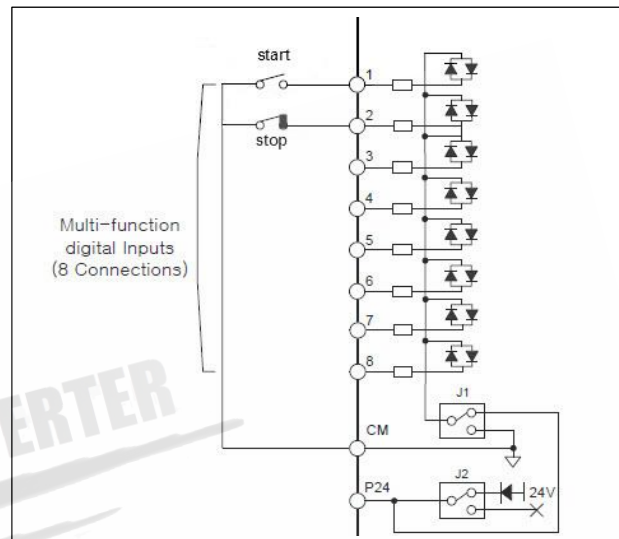 start
1
2
stop
3
4
Multi-function
digital Inputs
(8 Connections)
5
6
7
8
J1
CM
J2
P24
24V
ERTER